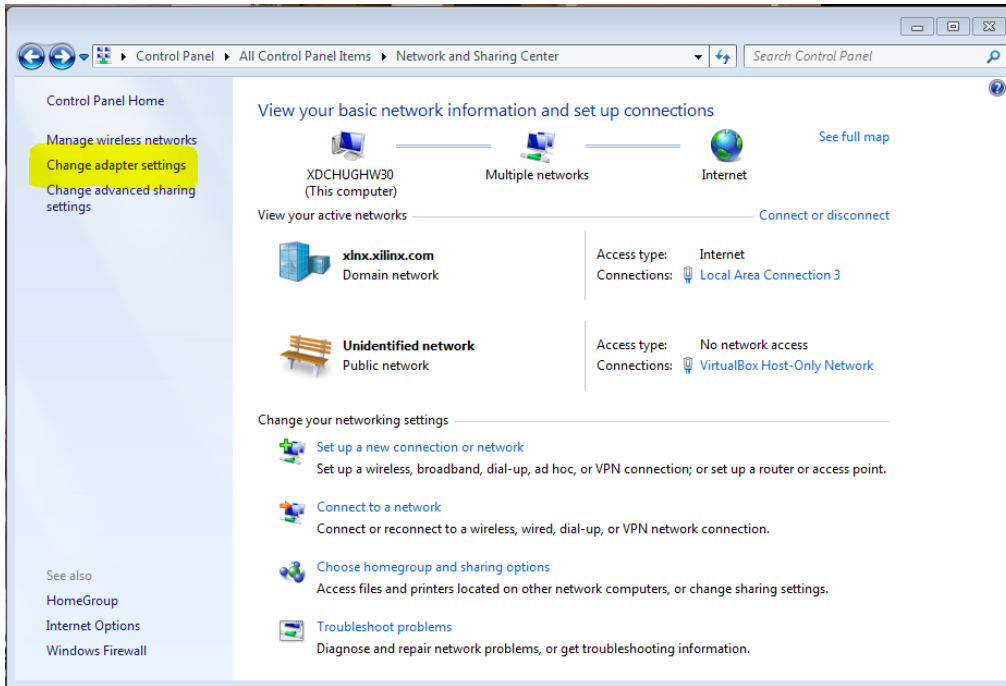 Control Panel All Control Panel Items Network and Sharing Center Search Control Panel
Control Panel Home
Manage wireless networks
Change adapter settings
Change advanced sharing
settings
See also
HomeGroup
Internet Options
Windows Firewall
View your basic network information and set up connections
See full map
XDCHUGHW30
(This computer)
Multiple networks
Internet
View your active networks
Connect or disconnect
xlnx.xilinx.com
Domain network
Access type: Internet
Connections: Local Area Connection 3
Unidentified network
Public network
Access type: No network access
Connections: VirtualBox Host-Only Network
Change your networking settings
Set up a new connection or network
Set up a wireless, broadband, dial-up, ad hoc, or VPN connection; or set up a router or access point.
Connect to a network
Connect or reconnect to a wireless, wired, dial-up, or VPN network connection.
Choose homegroup and sharing options
Access files and printers located on other network computers, or change sharing settings.
Troubleshoot problems
Diagnose and repair network problems, or get troubleshooting information.